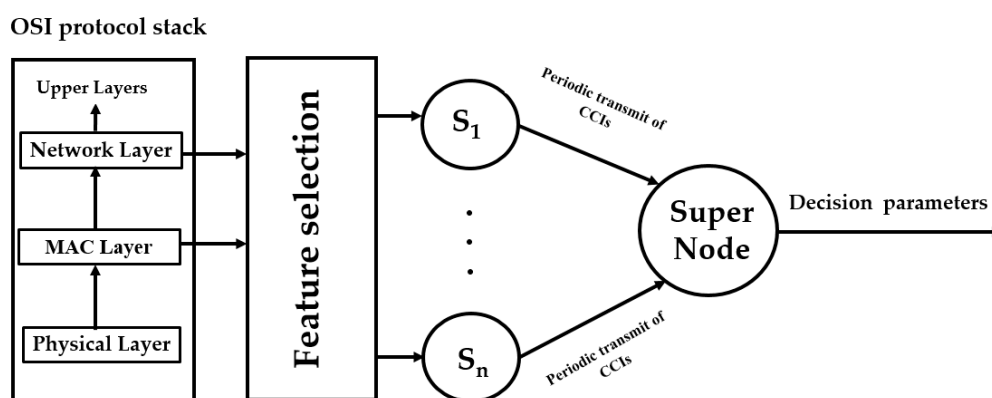 OSI protocol stack
Upper Layers
Network Layer
MAC Layer
Physical Layer
Feature selection
S1
Sn
Periodic transmit of
CCIs
Periodic transmit of
CCIs
Super
Node
Decision parameters